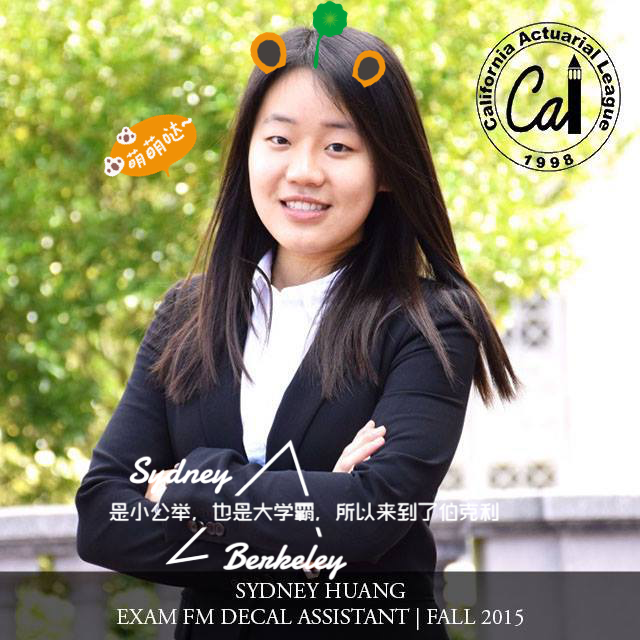 California Actuarial League
Cal
1998
萌萌哒~
Sydney
是小公举，也是大学霸，所以来到了伯克利
Berkeley
SYDNEY HUANG
EXAM FM DECAL ASSISTANT | FALL 2015